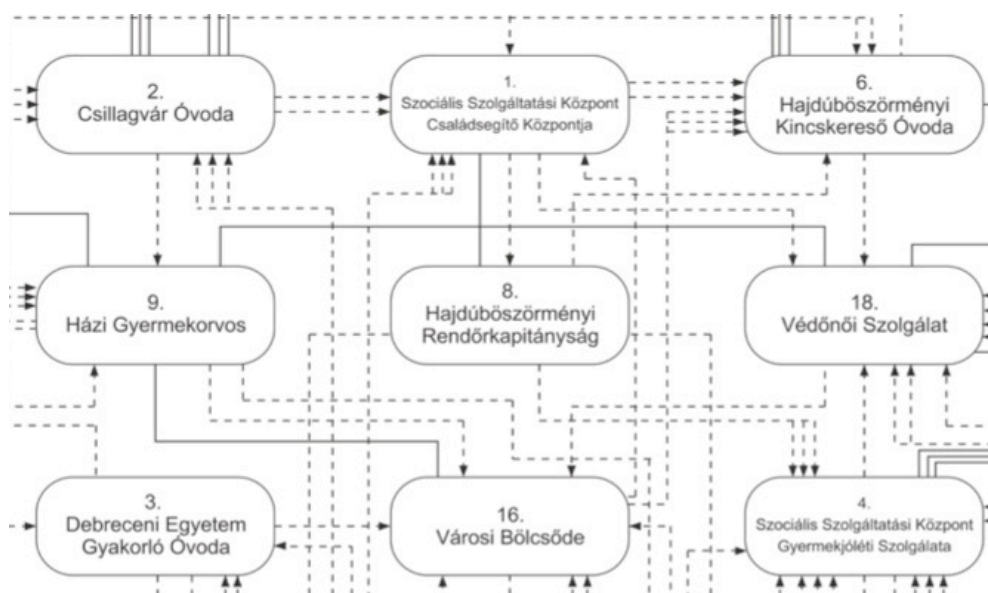 2.
Csillagvár Óvoda
1.
Szociális Szolgáltatási Központ
Családsegítő Központja
6.
Hajdúböszörményi
Kincskereső Óvoda
9.
Házi Gyermekorvos
8.
Hajdúböszörményi
Rendőrkapitányság
18.
Védőnői Szolgálat
3.
Debreceni Egyetem
Gyakorló Óvoda
16.
Városi Bölcsőde
4.
Szociális Szolgáltatási Központ
Gyermekjóléti Szolgálata